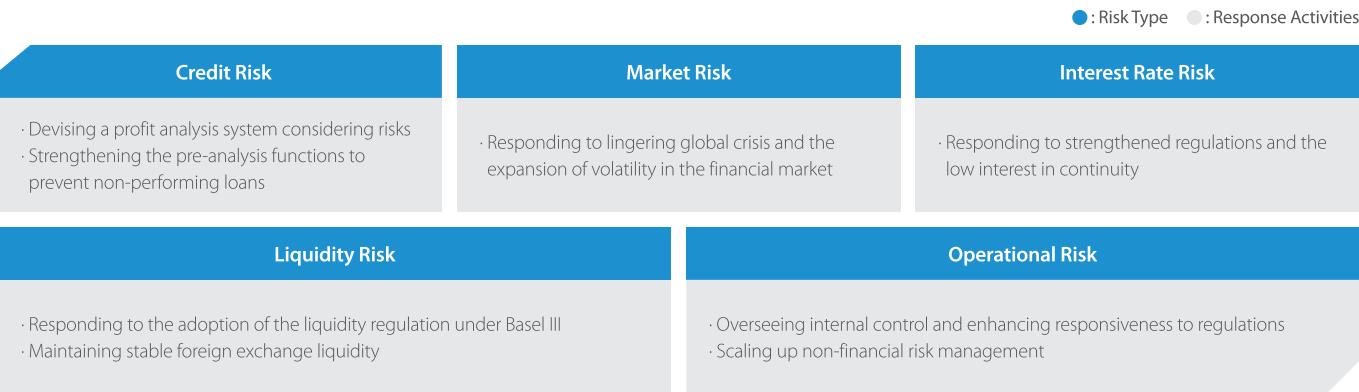 : Risk Type : Response Activities
Credit Risk
· Devising a profit analysis system considering risks
· Strengthening the pre-analysis functions to
prevent non-performing loans
Market Risk
· Responding to lingering global crisis and the
expansion of volatility in the financial market
Interest Rate Risk
· Responding to strengthened regulations and the
low interest in continuity
Liquidity Risk
· Responding to the adoption of the liquidity regulation under Basel III
· Maintaining stable foreign exchange liquidity
Operational Risk
· Overseeing internal control and enhancing responsiveness to regulations
· Scaling up non-financial risk management